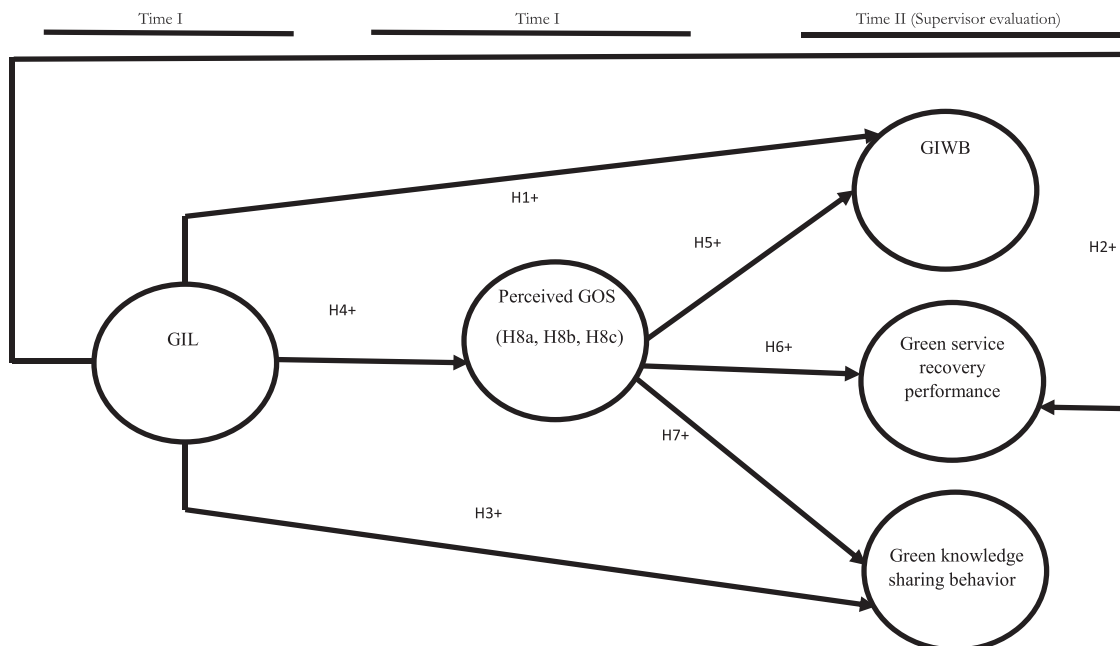 Time I
Time I
Time II (Supervisor evaluation)
GIWB
H1+
H5+
H2+
Perceived GOS
(H8a, H8b, H8c)
H4+
GIL
Green service
recovery
performance
H6+
H7+
H3+
Green knowledge
sharing behavior